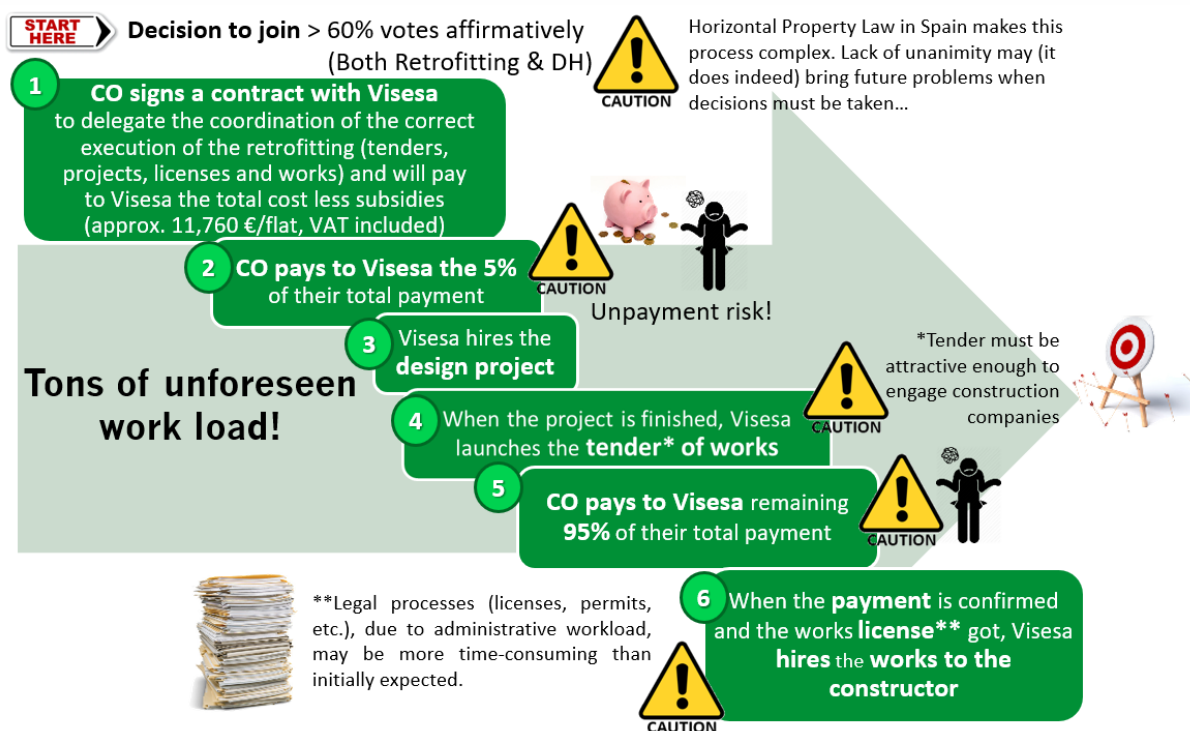 START
HERE
Decision to join > 60% votes affirmatively
(Both Retrofitting & DH)
CAUTION
Horizontal Property Law in Spain makes this
process complex. Lack of unanimity may (it
does indeed) bring future problems when
decisions must be taken…
1
CO signs a contract with Visesa
to delegate the coordination of the correct
execution of the retrofitting (tenders,
projects, licenses and works) and will pay
to Visesa the total cost less subsidies
(approx. 11,760 €/flat, VAT included)
2
CO pays to Visesa the 5%
of their total payment
CAUTION
Unpayment risk!
3
Visesa hires the
design project
Tons of unforeseen
work load!
4
When the project is finished, Visesa
launches the tender* of works
CAUTION
*Tender must be
attractive enough to
engage construction
companies
5
CO pays to Visesa remaining
95% of their total payment
CAUTION
**Legal processes (licenses, permits,
etc.), due to administrative workload,
may be more time-consuming than
initially expected.
CAUTION
6
When the payment is confirmed
and the works license** got, Visesa
hires the works to the
constructor